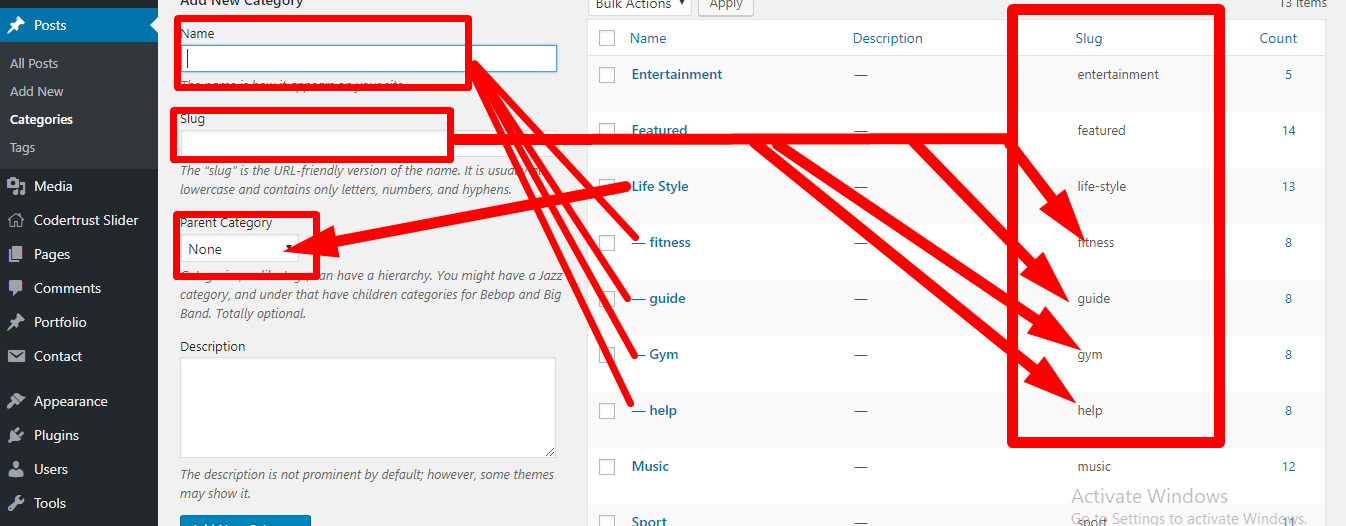 Posts
All Posts
Add New
Categories
Tags
Media
Codertrust Slider
Pages
Comments
Portfolio
Contact
Appearance
Plugins
Users
Tools
Add New Category
Name
The name is how it appears on your site.
Slug
The “slug” is the URL-friendly version of the name. It is usually all
lowercase and contains only letters, numbers, and hyphens.
Parent Category
None
can have a hierarchy. You might have a Jazz
category, and under that have children categories for Bebop and Big
Band. Totally optional.
Description
The description is not prominent by default; however, some themes
may show it.
Add New Category
Bulk Actions Apply 13 items
Name Description Slug Count
Entertainment — entertainment 5
Featured — featured 14
Life Style — life-style 13
— fitness — fitness 8
— guide — guide 8
— Gym — gym 8
— help — help 8
Music — music 12
Sport — sport 11
Activate Windows
Go to Settings to activate Windows.